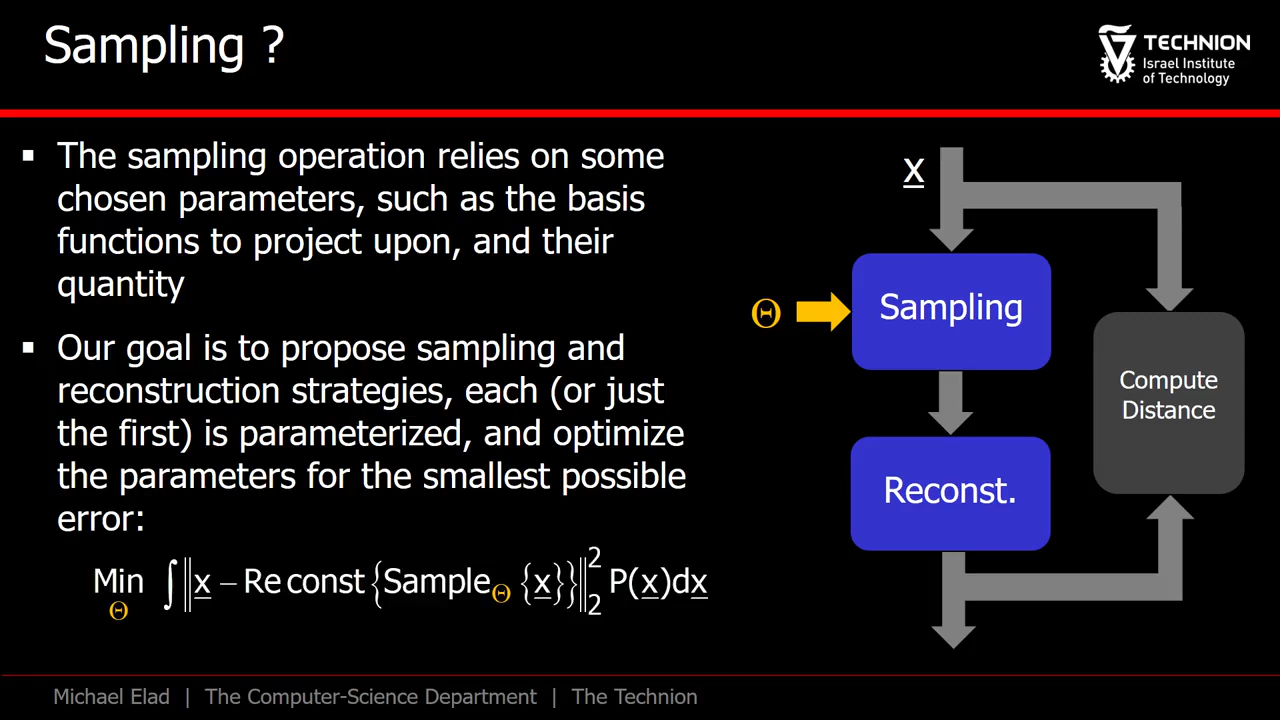 Sampling ?
TECHNION
Israel Institute
of Technology
▪ The sampling operation relies on some
chosen parameters, such as the basis
functions to project upon, and their
quantity
▪ Our goal is to propose sampling and
reconstruction strategies, each (or just
the first) is parameterized, and optimize
the parameters for the smallest possible
error:
Min_Θ ∫ ‖x̲ − Reconst{Sample_Θ{x̲}}‖₂² P(x̲)dx̲
x̲
Θ
Sampling
Compute
Distance
Reconst.
Michael Elad | The Computer-Science Department | The Technion